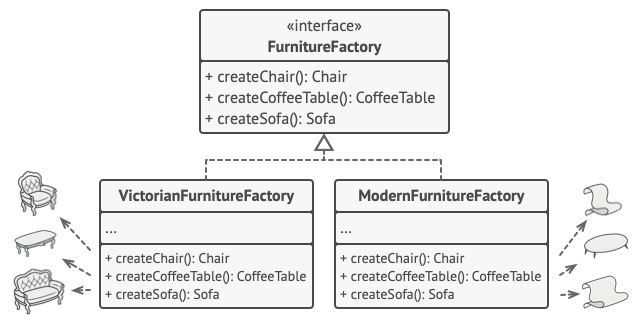 «interface»
FurnitureFactory
+ createChair(): Chair
+ createCoffeeTable(): CoffeeTable
+ createSofa(): Sofa
VictorianFurnitureFactory
...
+ createChair(): Chair
+ createCoffeeTable(): CoffeeTable
+ createSofa(): Sofa
ModernFurnitureFactory
...
+ createChair(): Chair
+ createCoffeeTable(): CoffeeTable
+ createSofa(): Sofa